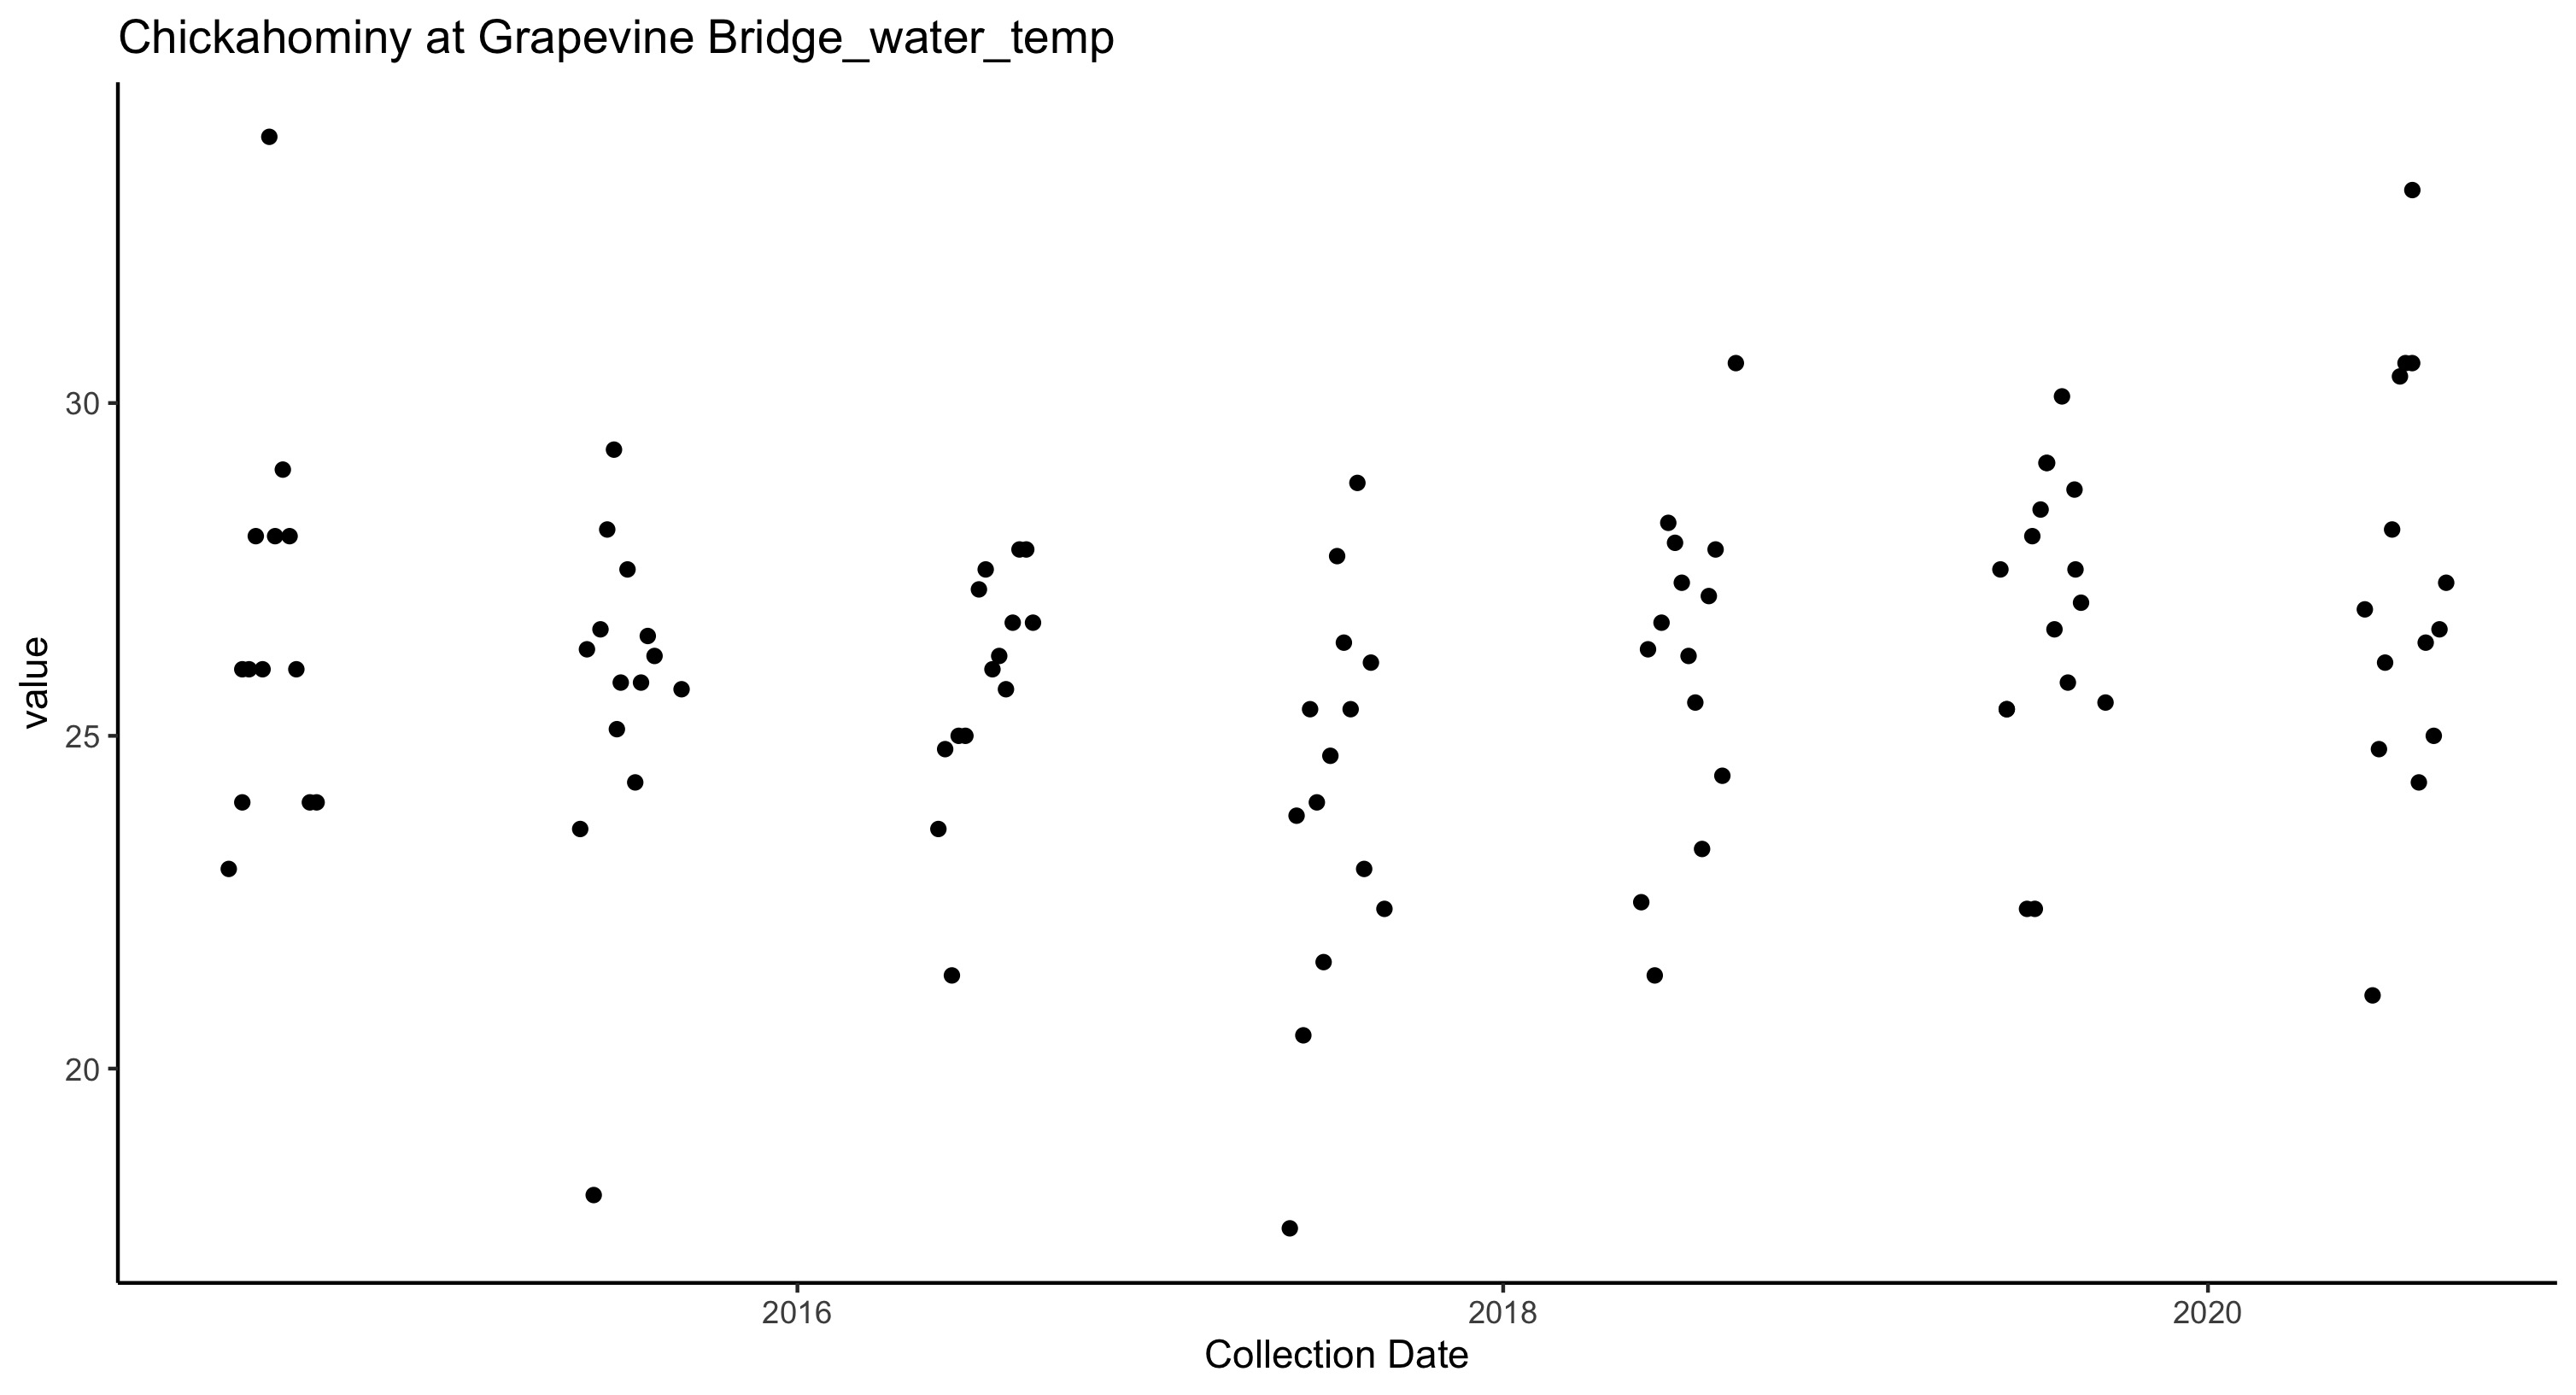 Chickahominy at Grapevine Bridge_water_temp
value
30
25
20
2016
2018
2020
Collection Date